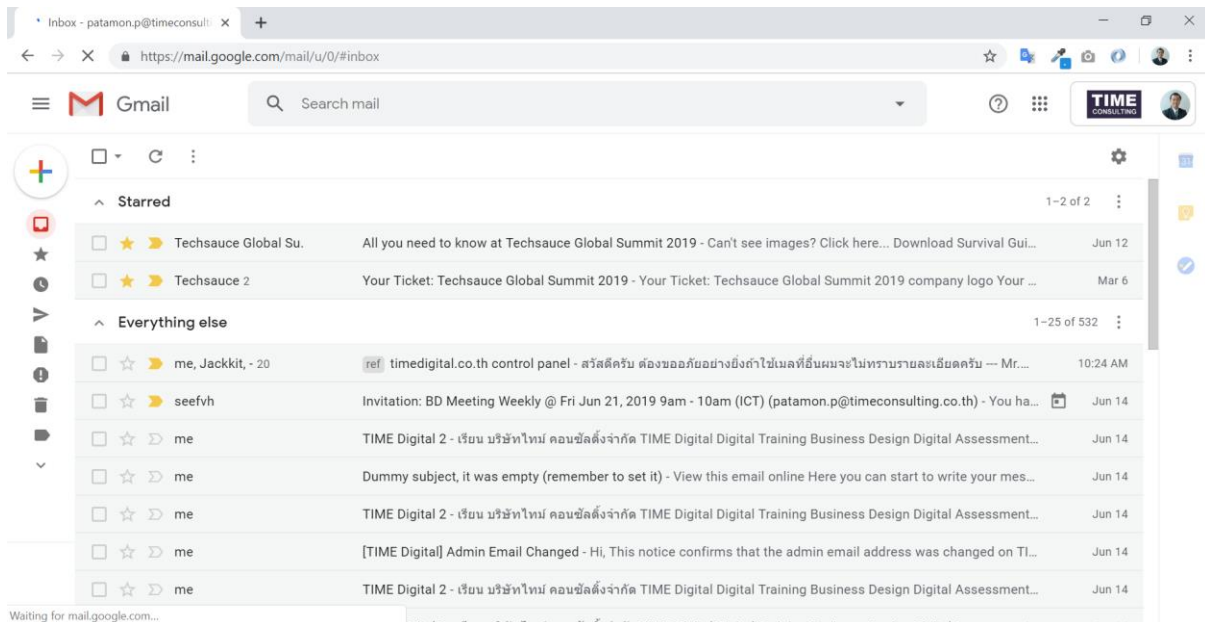 Inbox - patamon.p@timeconsulti
https://mail.google.com/mail/u/0/#inbox
Gmail
Search mail
TIME
CONSULTING
Starred
1–2 of 2
Techsauce Global Su. All you need to know at Techsauce Global Summit 2019 - Can't see images? Click here... Download Survival Gui... Jun 12
Techsauce 2 Your Ticket: Techsauce Global Summit 2019 - Your Ticket: Techsauce Global Summit 2019 company logo Your ... Mar 6
Everything else
1–25 of 532
me, Jackkit, - 20 ref timedigital.co.th control panel - สวัสดีครับ ต้องขออภัยอย่างยิ่งถ้าใช้เมลที่อื่นผมจะไม่ทราบรายละเอียดครับ --- Mr.... 10:24 AM
seefvh Invitation: BD Meeting Weekly @ Fri Jun 21, 2019 9am - 10am (ICT) (patamon.p@timeconsulting.co.th) - You ha... Jun 14
me TIME Digital 2 - เรียน บริษัทไทม์ คอนซัลติ้งจำกัด TIME Digital Digital Training Business Design Digital Assessment... Jun 14
me Dummy subject, it was empty (remember to set it) - View this email online Here you can start to write your mes... Jun 14
me TIME Digital 2 - เรียน บริษัทไทม์ คอนซัลติ้งจำกัด TIME Digital Digital Training Business Design Digital Assessment... Jun 14
me [TIME Digital] Admin Email Changed - Hi, This notice confirms that the admin email address was changed on TI... Jun 14
me TIME Digital 2 - เรียน บริษัทไทม์ คอนซัลติ้งจำกัด TIME Digital Digital Training Business Design Digital Assessment... Jun 14
Waiting for mail.google.com...